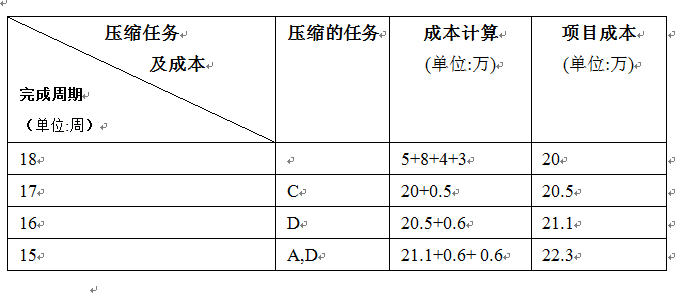 压缩任务
及成本
完成周期
（单位:周）
压缩的任务
成本计算
(单位:万)
项目成本
(单位:万)
18 5+8+4+3 20
17 C 20+0.5 20.5
16 D 20.5+0.6 21.1
15 A,D 21.1+0.6+ 0.6 22.3